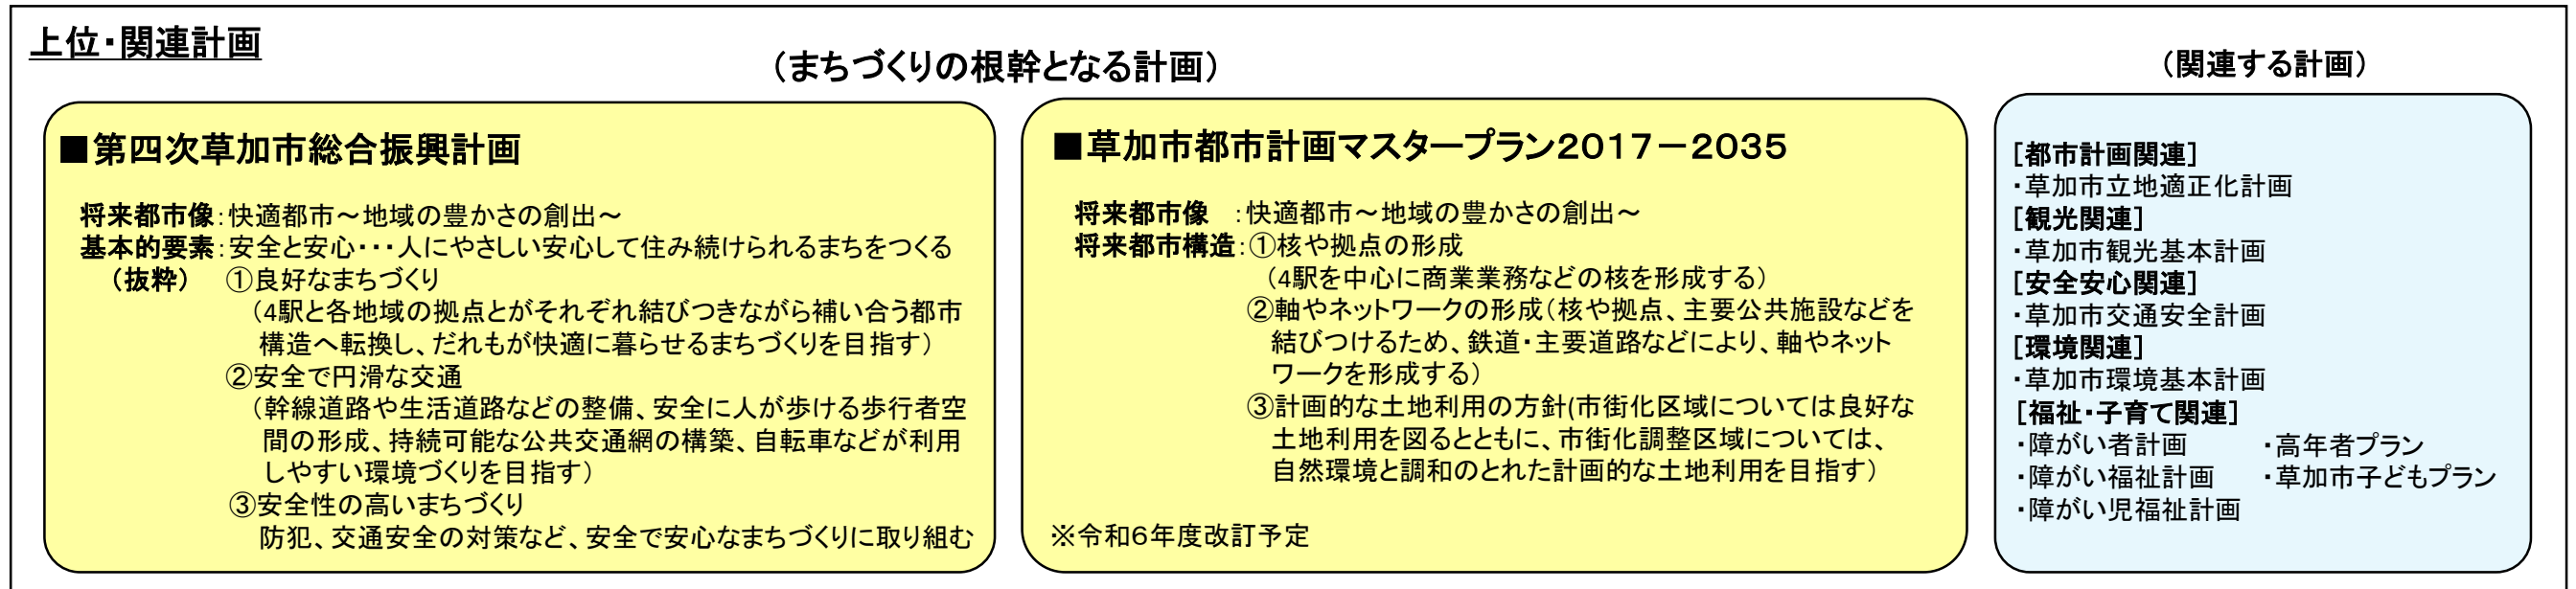 上位・関連計画
（まちづくりの根幹となる計画）
（関連する計画）
■第四次草加市総合振興計画
将来都市像：快適都市～地域の豊かさの創出～
基本的要素：安全と安心・・・人にやさしい安心して住み続けられるまちをつくる
（抜粋） ①良好なまちづくり
（4駅と各地域の拠点とがそれぞれ結びつきながら補い合う都市
構造へ転換し、だれもが快適に暮らせるまちづくりを目指す）
②安全で円滑な交通
（幹線道路や生活道路などの整備、安全に人が歩ける歩行者空
間の形成、持続可能な公共交通網の構築、自転車などが利用
しやすい環境づくりを目指す）
③安全性の高いまちづくり
防犯、交通安全の対策など、安全で安心なまちづくりに取り組む
■草加市都市計画マスタープラン２０１７－２０３５
将来都市像 ：快適都市～地域の豊かさの創出～
将来都市構造：①核や拠点の形成
（4駅を中心に商業業務などの核を形成する）
②軸やネットワークの形成（核や拠点、主要公共施設などを
結びつけるため、鉄道・主要道路などにより、軸やネット
ワークを形成する）
③計画的な土地利用の方針(市街化区域については良好な
土地利用を図るとともに、市街化調整区域については、
自然環境と調和のとれた計画的な土地利用を目指す）
※令和６年度改訂予定
［都市計画関連］
・草加市立地適正化計画
［観光関連］
・草加市観光基本計画
［安全安心関連］
・草加市交通安全計画
［環境関連］
・草加市環境基本計画
［福祉・子育て関連］
・障がい者計画 ・高年者プラン
・障がい福祉計画 ・草加市子どもプラン
・障がい児福祉計画